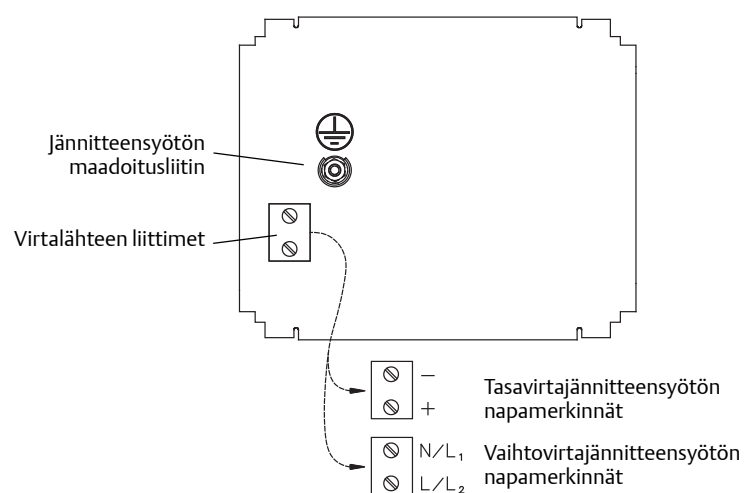 Jännitteensyötön
maadoitusliitin
Virtalähteen liittimet
−
+
Tasavirtajännitteensyötön
napamerkinnät
N/L₁
L/L₂
Vaihtovirtajännitteensyötön
napamerkinnät